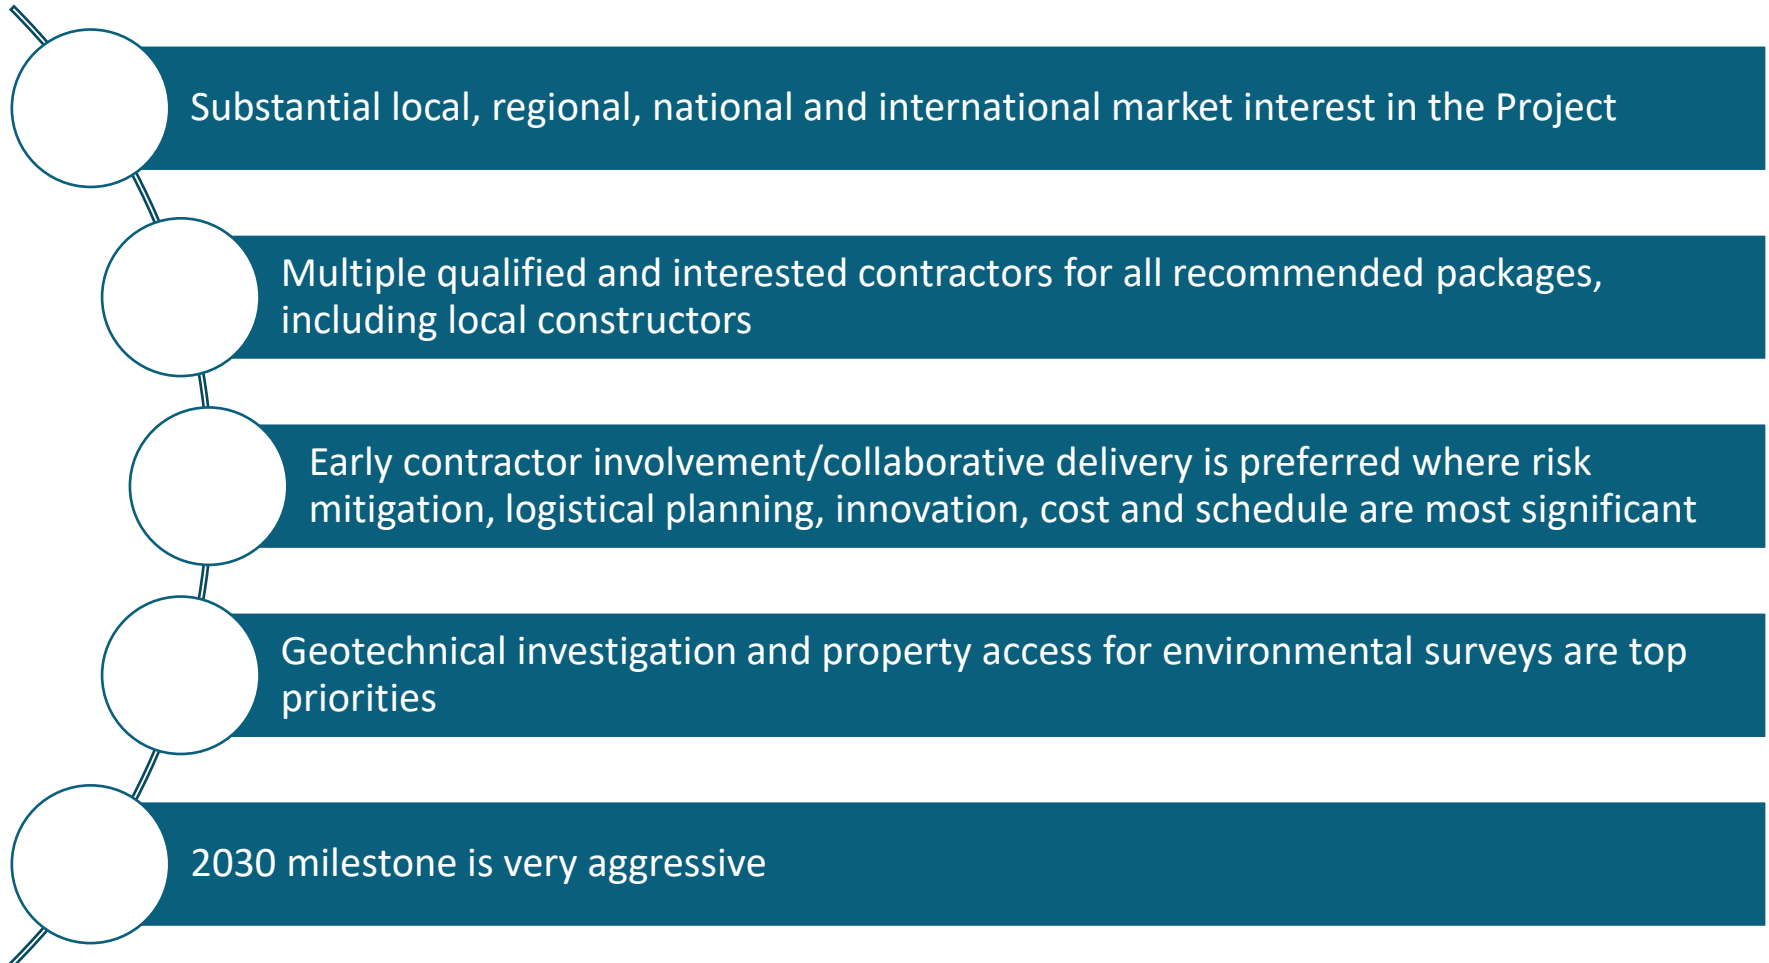 Substantial local, regional, national and international market interest in the Project
Multiple qualified and interested contractors for all recommended packages,
including local constructors
Early contractor involvement/collaborative delivery is preferred where risk
mitigation, logistical planning, innovation, cost and schedule are most significant
Geotechnical investigation and property access for environmental surveys are top
priorities
2030 milestone is very aggressive